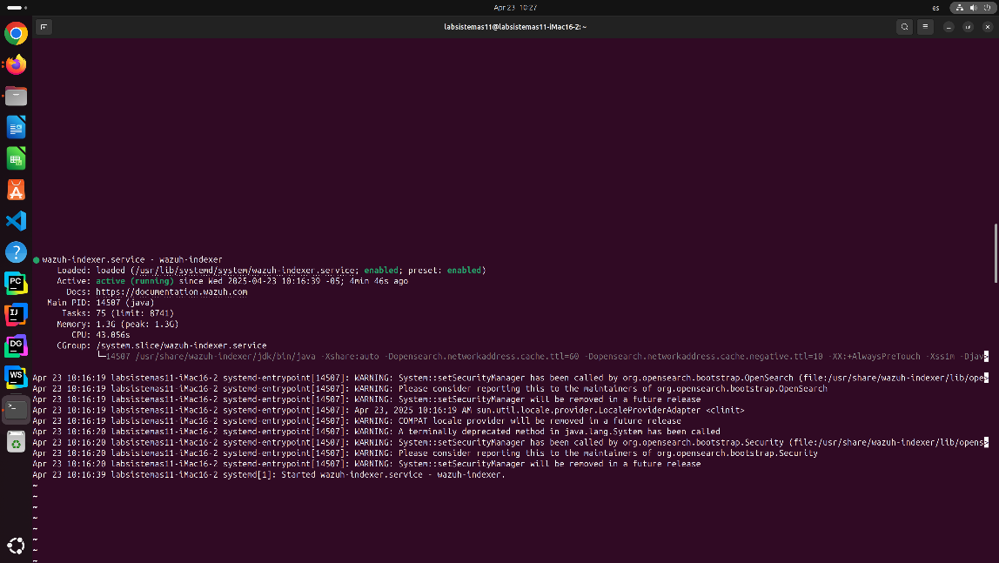 Apr 23 10:27
es
labsistemas11@labsistemas11-iMac16-2: ~
wazuh-indexer.service - wazuh-indexer
Loaded: loaded (/usr/lib/systemd/system/wazuh-indexer.service; enabled; preset: enabled)
Active: active (running) since Wed 2025-04-23 10:16:39 -05; 4min 46s ago
Docs: https://documentation.wazuh.com
Main PID: 14507 (java)
Tasks: 75 (limit: 8741)
Memory: 1.3G (peak: 1.3G)
CPU: 43.056s
CGroup: /system.slice/wazuh-indexer.service
└─14507 /usr/share/wazuh-indexer/jdk/bin/java -Xshare:auto -Dopensearch.networkaddress.cache.ttl=60 -Dopensearch.networkaddress.cache.negative.ttl=10 -XX:+AlwaysPreTouch -Xss1m -Djav>
Apr 23 10:16:19 labsistemas11-iMac16-2 systemd-entrypoint[14507]: WARNING: System::setSecurityManager has been called by org.opensearch.bootstrap.OpenSearch (file:/usr/share/wazuh-indexer/lib/ope>
Apr 23 10:16:19 labsistemas11-iMac16-2 systemd-entrypoint[14507]: WARNING: Please consider reporting this to the maintainers of org.opensearch.bootstrap.OpenSearch
Apr 23 10:16:19 labsistemas11-iMac16-2 systemd-entrypoint[14507]: WARNING: System::setSecurityManager will be removed in a future release
Apr 23 10:16:19 labsistemas11-iMac16-2 systemd-entrypoint[14507]: Apr 23, 2025 10:16:19 AM sun.util.locale.provider.LocaleProviderAdapter <clinit>
Apr 23 10:16:19 labsistemas11-iMac16-2 systemd-entrypoint[14507]: WARNING: COMPAT locale provider will be removed in a future release
Apr 23 10:16:20 labsistemas11-iMac16-2 systemd-entrypoint[14507]: WARNING: A terminally deprecated method in java.lang.System has been called
Apr 23 10:16:20 labsistemas11-iMac16-2 systemd-entrypoint[14507]: WARNING: System::setSecurityManager has been called by org.opensearch.bootstrap.Security (file:/usr/share/wazuh-indexer/lib/opens>
Apr 23 10:16:20 labsistemas11-iMac16-2 systemd-entrypoint[14507]: WARNING: Please consider reporting this to the maintainers of org.opensearch.bootstrap.Security
Apr 23 10:16:20 labsistemas11-iMac16-2 systemd-entrypoint[14507]: WARNING: System::setSecurityManager will be removed in a future release
Apr 23 10:16:39 labsistemas11-iMac16-2 systemd[1]: Started wazuh-indexer.service - wazuh-indexer.
~
~
~
~
~
~
~
~
PC
IJ
DG
WS